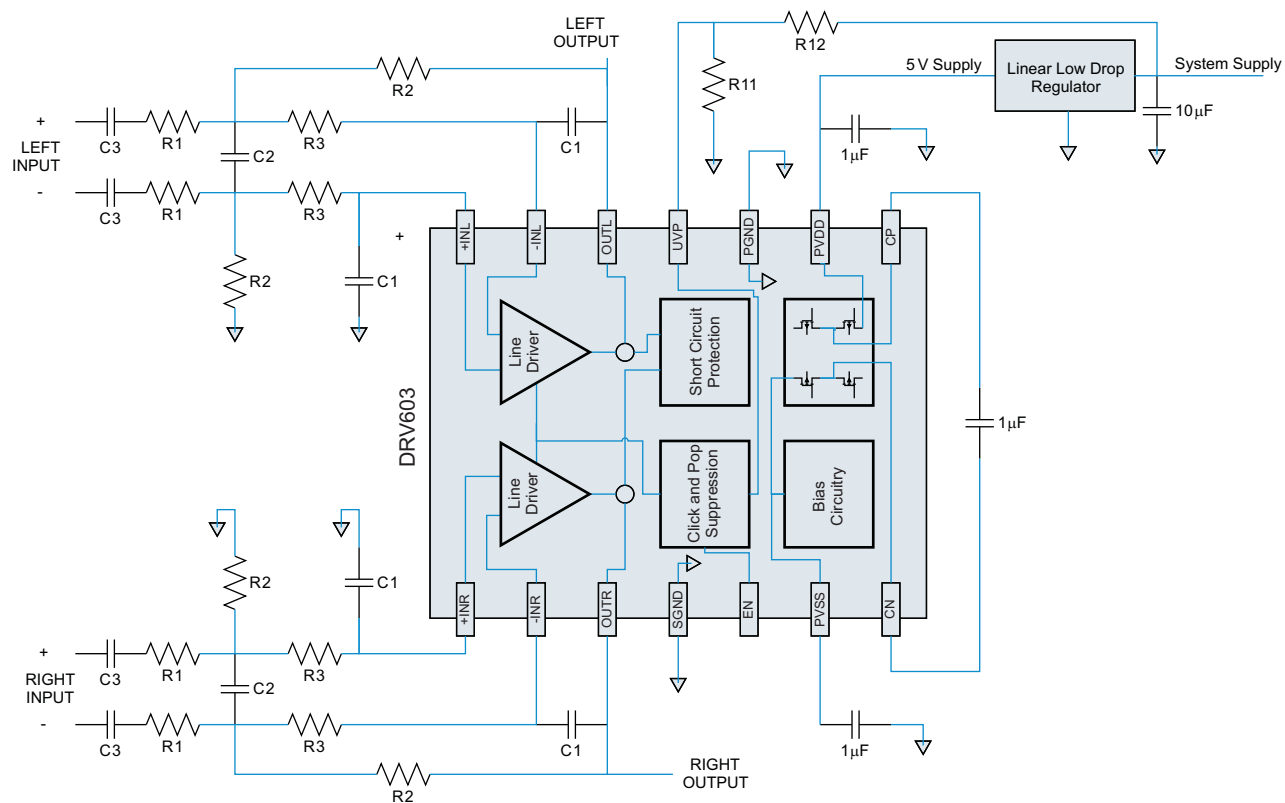 LEFT
OUTPUT
R12
R2
R11
5 V Supply
Linear Low Drop
Regulator
System Supply
10μF
+
LEFT
INPUT
-
C3
R1
R3
C1
C2
1μF
C3
R1
R3
R2
C1
+
+INL
-INL
OUTL
UVP
PGND
PVDD
CP
Line
Driver
Short Circuit
Protection
DRV603
1μF
Line
Driver
Click and Pop
Suppression
Bias
Circuitry
R2
C1
+INR
-INR
OUTR
SGND
EN
PVSS
CN
+
RIGHT
INPUT
-
C3
R1
R3
C2
C3
R1
R3
C1
1μF
R2
RIGHT
OUTPUT